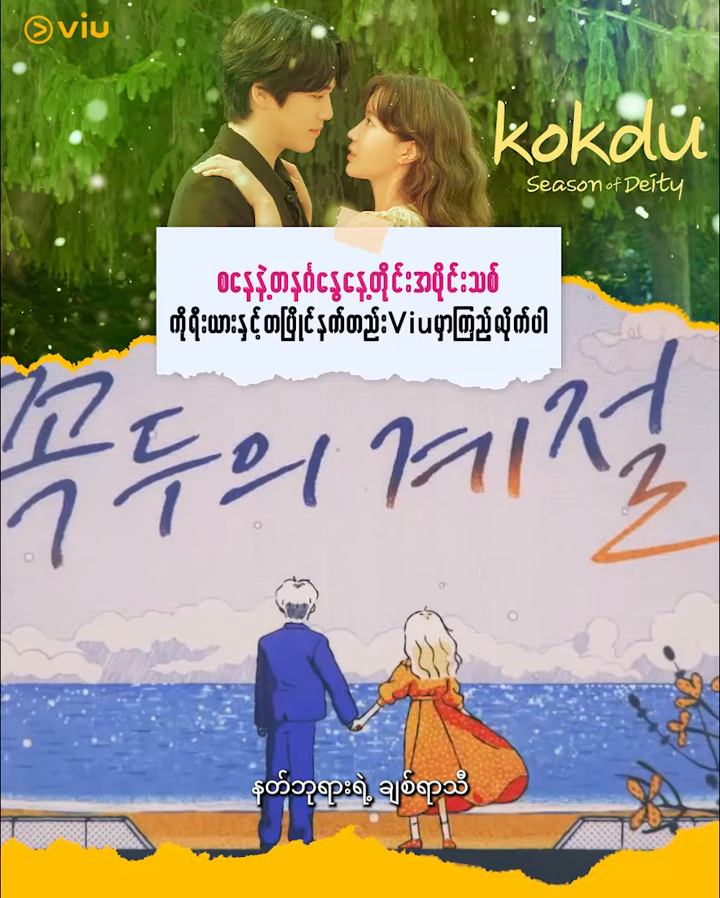 viu
kokdu
Season of Deity
စနေနဲ့တနင်္ဂနွေနေ့တိုင်းအပိုင်းသစ်
ကိုရီးယားနှင့်တပြိုင်နက်တည်းViuမှာကြည့်လိုက်ပါ
꼭두의 계절
နတ်ဘုရားရဲ့ ချစ်ရာသီ